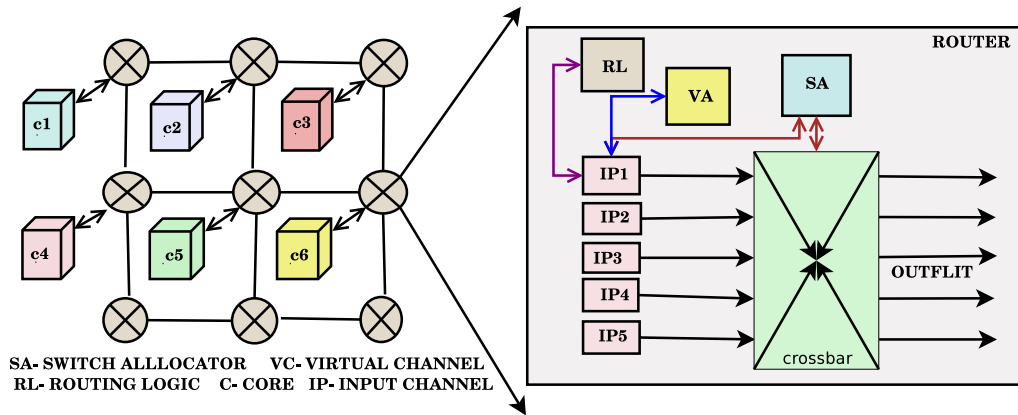 ROUTER
RL
VA
SA
c1
c2
c3
IP1
IP2
c4
c5
c6
IP3
OUTFLIT
IP4
IP5
crossbar
SA- SWITCH ALLLOCATOR VC- VIRTUAL CHANNEL
RL- ROUTING LOGIC C- CORE IP- INPUT CHANNEL